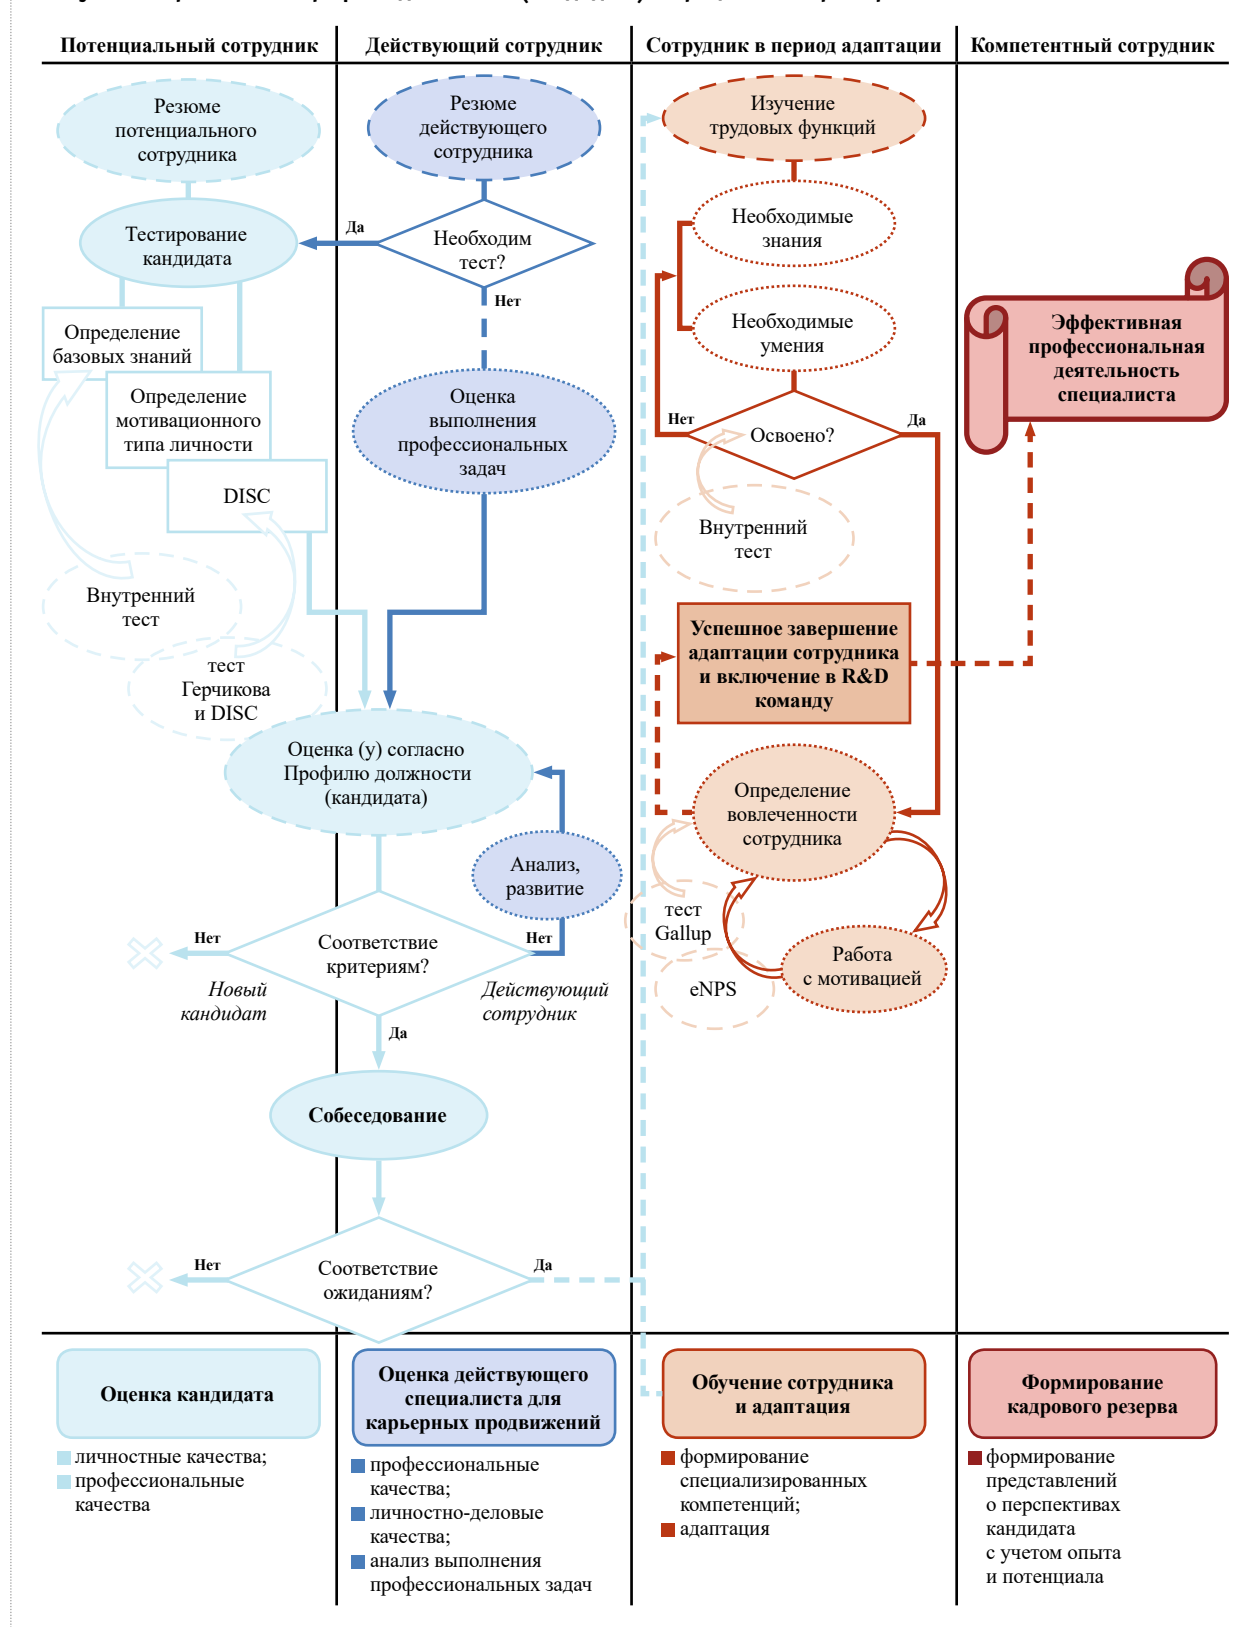 Потенциальный сотрудник
Действующий сотрудник
Сотрудник в период адаптации
Компетентный сотрудник
Резюме
потенциального
сотрудника
Тестирование
кандидата
Определение
базовых знаний
Определение
мотивационного
типа личности
DISC
Внутренний
тест
тест
Герчикова
и DISC
Резюме
действующего
сотрудника
Да
Необходим
тест?
Нет
Оценка
выполнения
профессиональных
задач
Оценка (у) согласно
Профилю должности
(кандидата)
Анализ,
развитие
Нет
Соответствие
критериям?
Нет
Новый
кандидат
Действующий
сотрудник
Да
Собеседование
Нет
Соответствие
ожиданиям?
Да
Изучение
трудовых функций
Необходимые
знания
Необходимые
умения
Нет
Освоено?
Да
Внутренний
тест
Успешное завершение
адаптации сотрудника
и включение в R&D
команду
Определение
вовлеченности
сотрудника
тест
Gallup
eNPS
Работа
с мотивацией
Эффективная
профессиональная
деятельность
специалиста
Оценка кандидата
личностные качества;
профессиональные
качества
Оценка действующего
специалиста для
карьерных продвижений
профессиональные
качества;
личностно-деловые
качества;
анализ выполнения
профессиональных задач
Обучение сотрудника
и адаптация
формирование
специализированных
компетенций;
адаптация
Формирование
кадрового резерва
формирование
представлений
о перспективах
кандидата
с учетом опыта
и потенциала